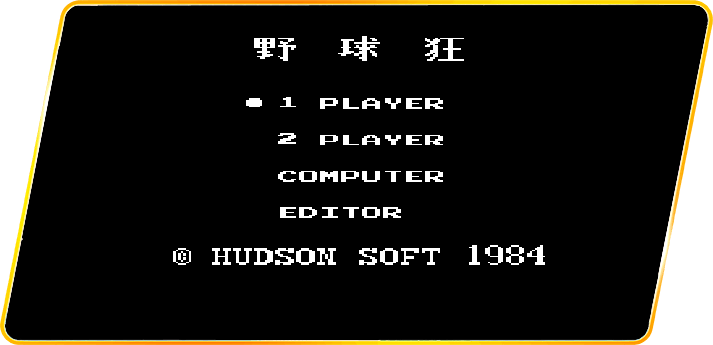 野球狂
● 1 PLAYER
2 PLAYER
COMPUTER
EDITOR
© HUDSON SOFT 1984